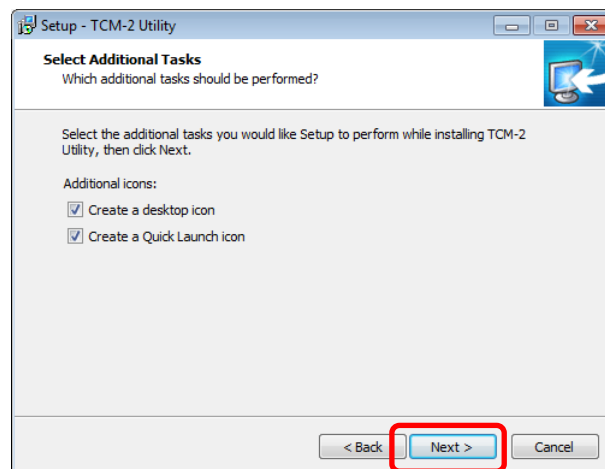 Setup - TCM-2 Utility
Select Additional Tasks
Which additional tasks should be performed?
Select the additional tasks you would like Setup to perform while installing TCM-2
Utility, then click Next.
Additional icons:
Create a desktop icon
Create a Quick Launch icon
< Back
Next >
Cancel